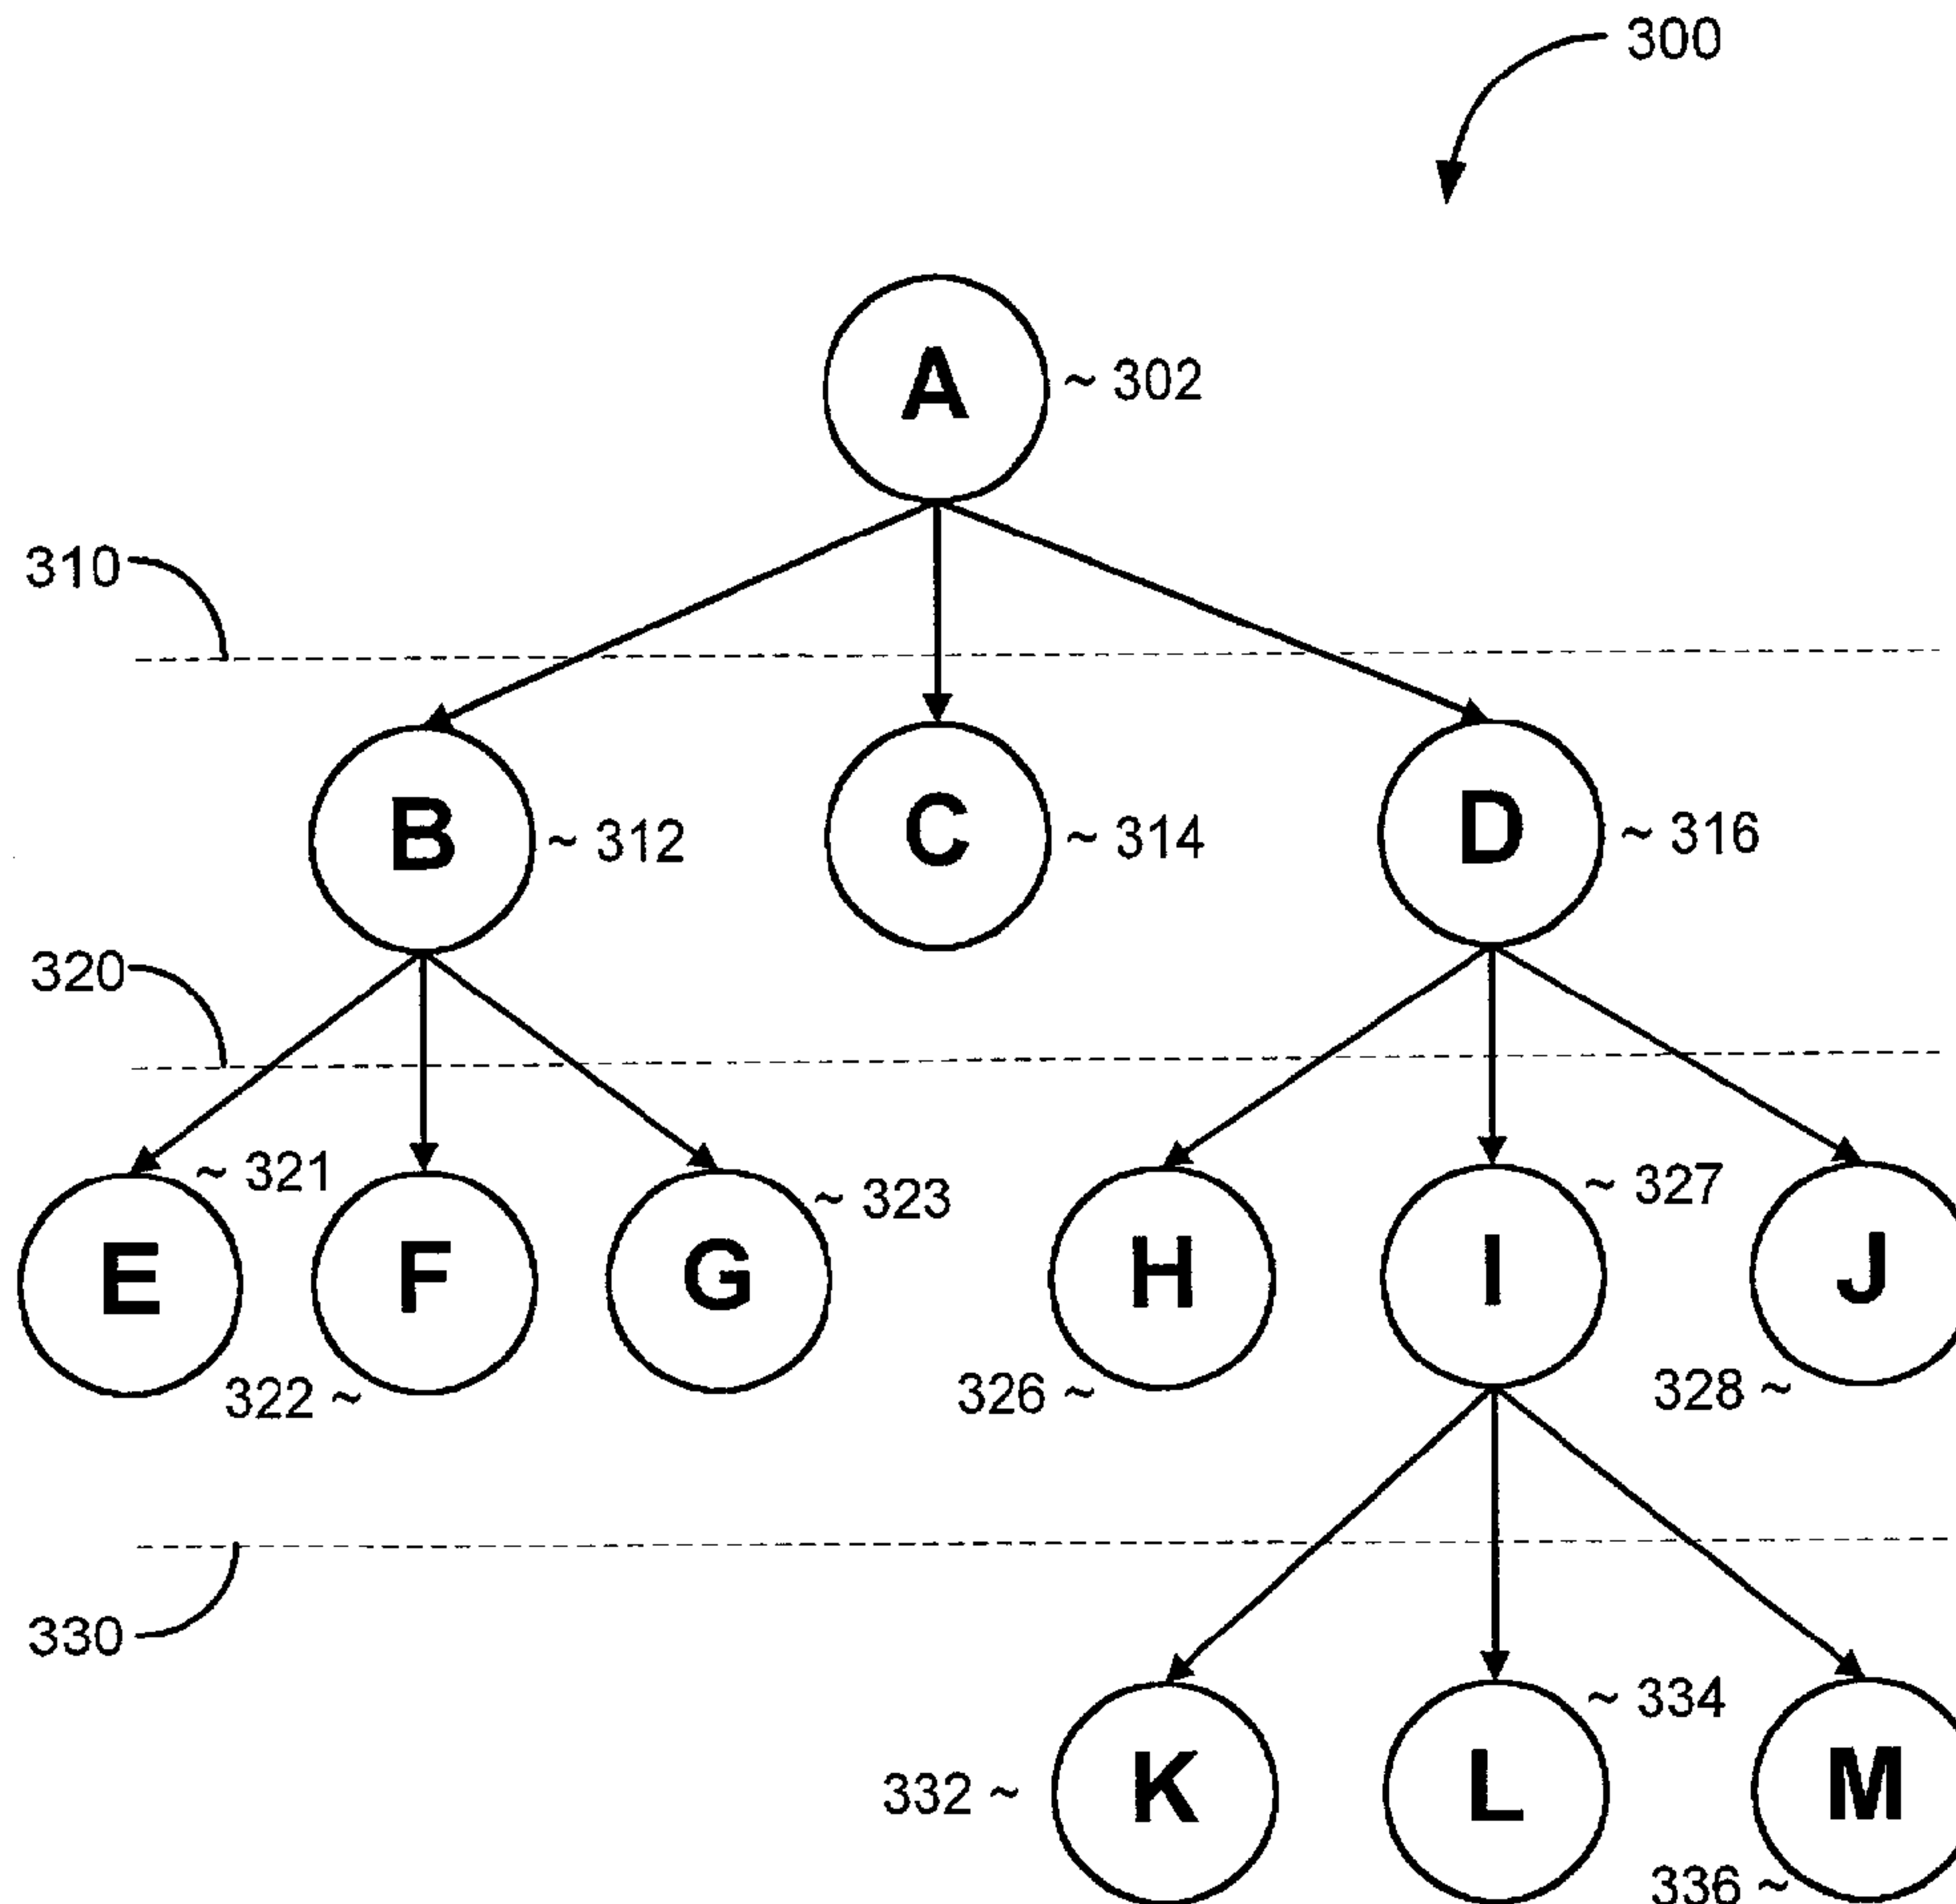 300
A ~ 302
310
B ~ 312 C ~ 314 D ~ 316
320
~ 321 ~ 323 ~ 327
E F G H I J
322 ~ 326 ~ 328 ~
330
~ 334
332 ~ K L M
336 ~